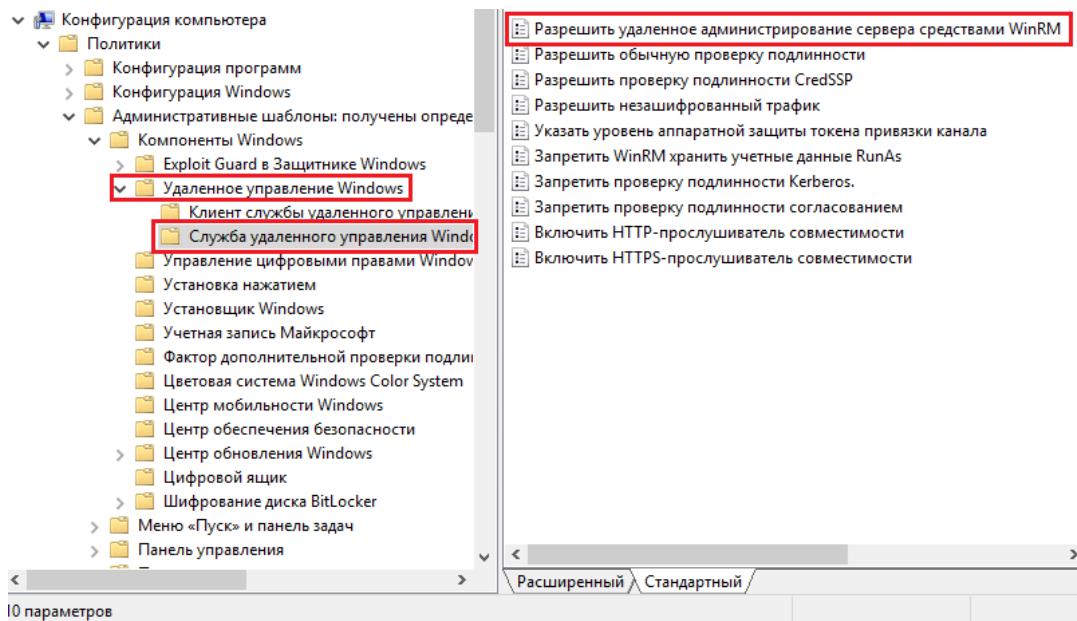 Конфигурация компьютера
Политики
Конфигурация программ
Конфигурация Windows
Административные шаблоны: получены опреде
Компоненты Windows
Exploit Guard в Защитнике Windows
Удаленное управление Windows
Клиент службы удаленного управлени
Служба удаленного управления Windo
Управление цифровыми правами Window
Установка нажатием
Установщик Windows
Учетная запись Майкрософт
Фактор дополнительной проверки подли
Цветовая система Windows Color System
Центр мобильности Windows
Центр обеспечения безопасности
Центр обновления Windows
Цифровой ящик
Шифрование диска BitLocker
Меню «Пуск» и панель задач
Панель управления
Разрешить удаленное администрирование сервера средствами WinRM
Разрешить обычную проверку подлинности
Разрешить проверку подлинности CredSSP
Разрешить незашифрованный трафик
Указать уровень аппаратной защиты токена привязки канала
Запретить WinRM хранить учетные данные RunAs
Запретить проверку подлинности Kerberos.
Запретить проверку подлинности согласованием
Включить HTTP-прослушиватель совместимости
Включить HTTPS-прослушиватель совместимости
Расширенный Стандартный
10 параметров